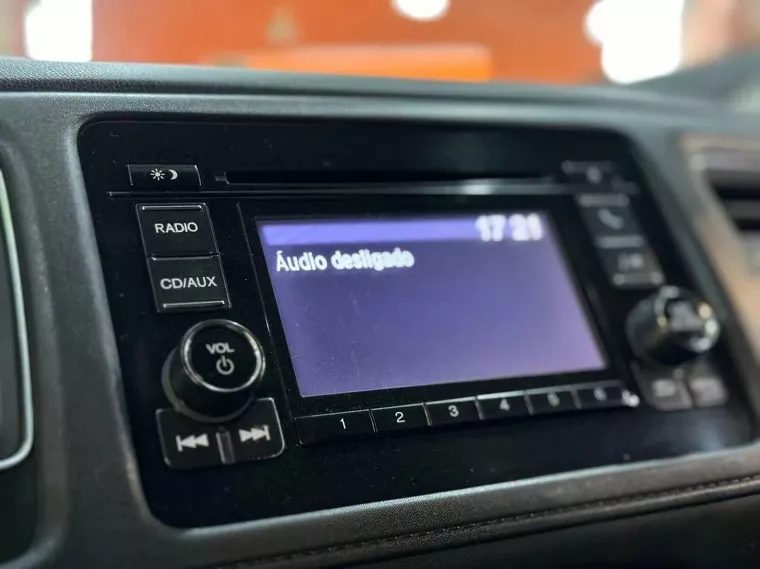 RADIO
CD/AUX
17 21
Áudio desligado
VOL
1 2 3 4 5 6